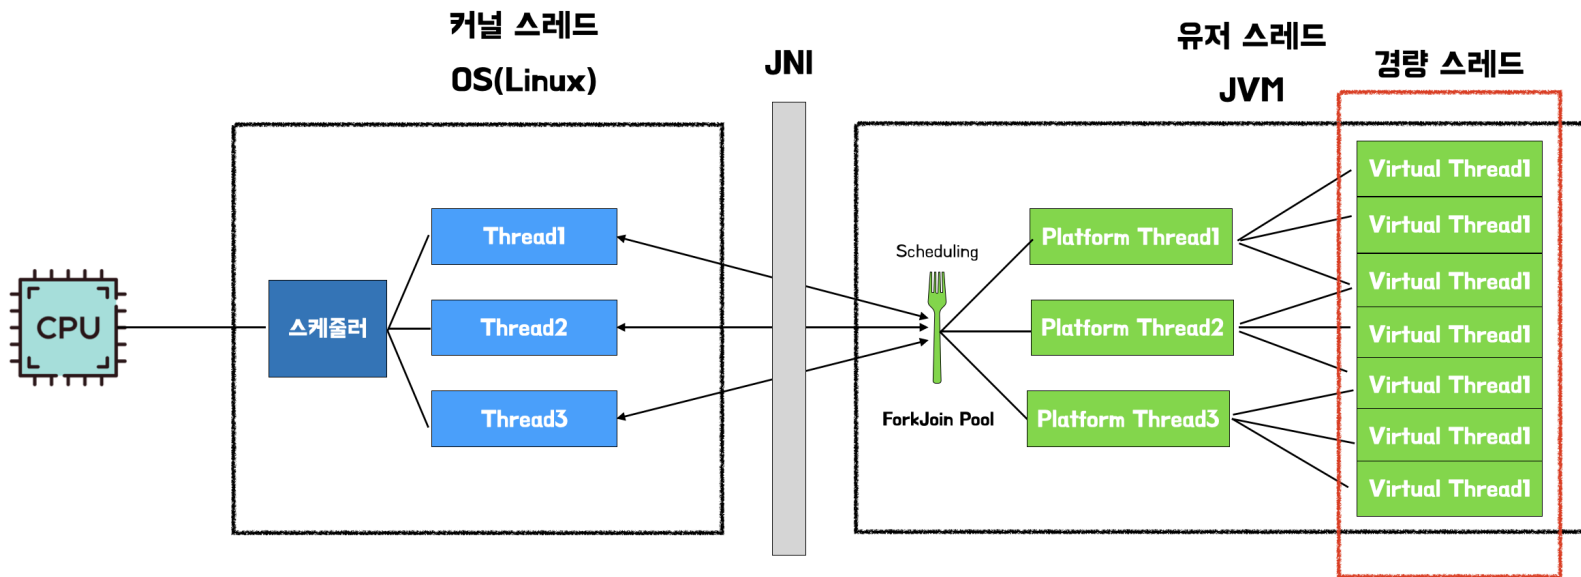 커널 스레드
OS(Linux)
JNI
유저 스레드
JVM
경량 스레드
CPU
스케줄러
Thread1
Thread2
Thread3
Scheduling
ForkJoin Pool
Platform Thread1
Platform Thread2
Platform Thread3
Virtual Thread1
Virtual Thread1
Virtual Thread1
Virtual Thread1
Virtual Thread1
Virtual Thread1
Virtual Thread1